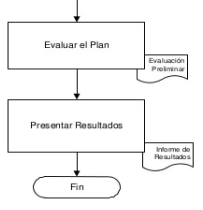 Evaluar el Plan
Evaluación
Preliminar
Presentar Resultados
Informe de
Resultados
Fin